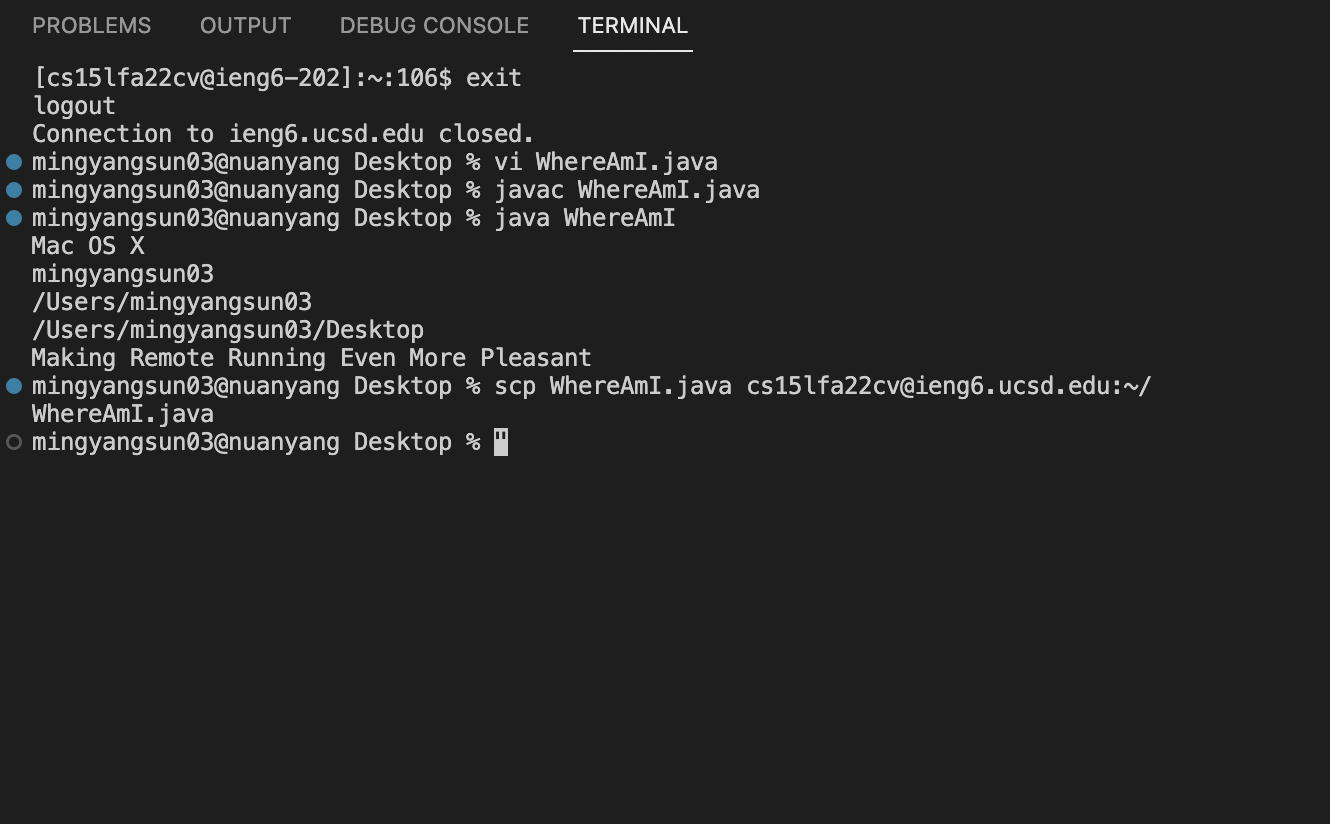 PROBLEMS OUTPUT DEBUG CONSOLE TERMINAL
[cs15lfa22cv@ieng6-202]:~:106$ exit
logout
Connection to ieng6.ucsd.edu closed.
mingyangsun03@nuanyang Desktop % vi WhereAmI.java
mingyangsun03@nuanyang Desktop % javac WhereAmI.java
mingyangsun03@nuanyang Desktop % java WhereAmI
Mac OS X
mingyangsun03
/Users/mingyangsun03
/Users/mingyangsun03/Desktop
Making Remote Running Even More Pleasant
mingyangsun03@nuanyang Desktop % scp WhereAmI.java cs15lfa22cv@ieng6.ucsd.edu:~/
WhereAmI.java
mingyangsun03@nuanyang Desktop % "